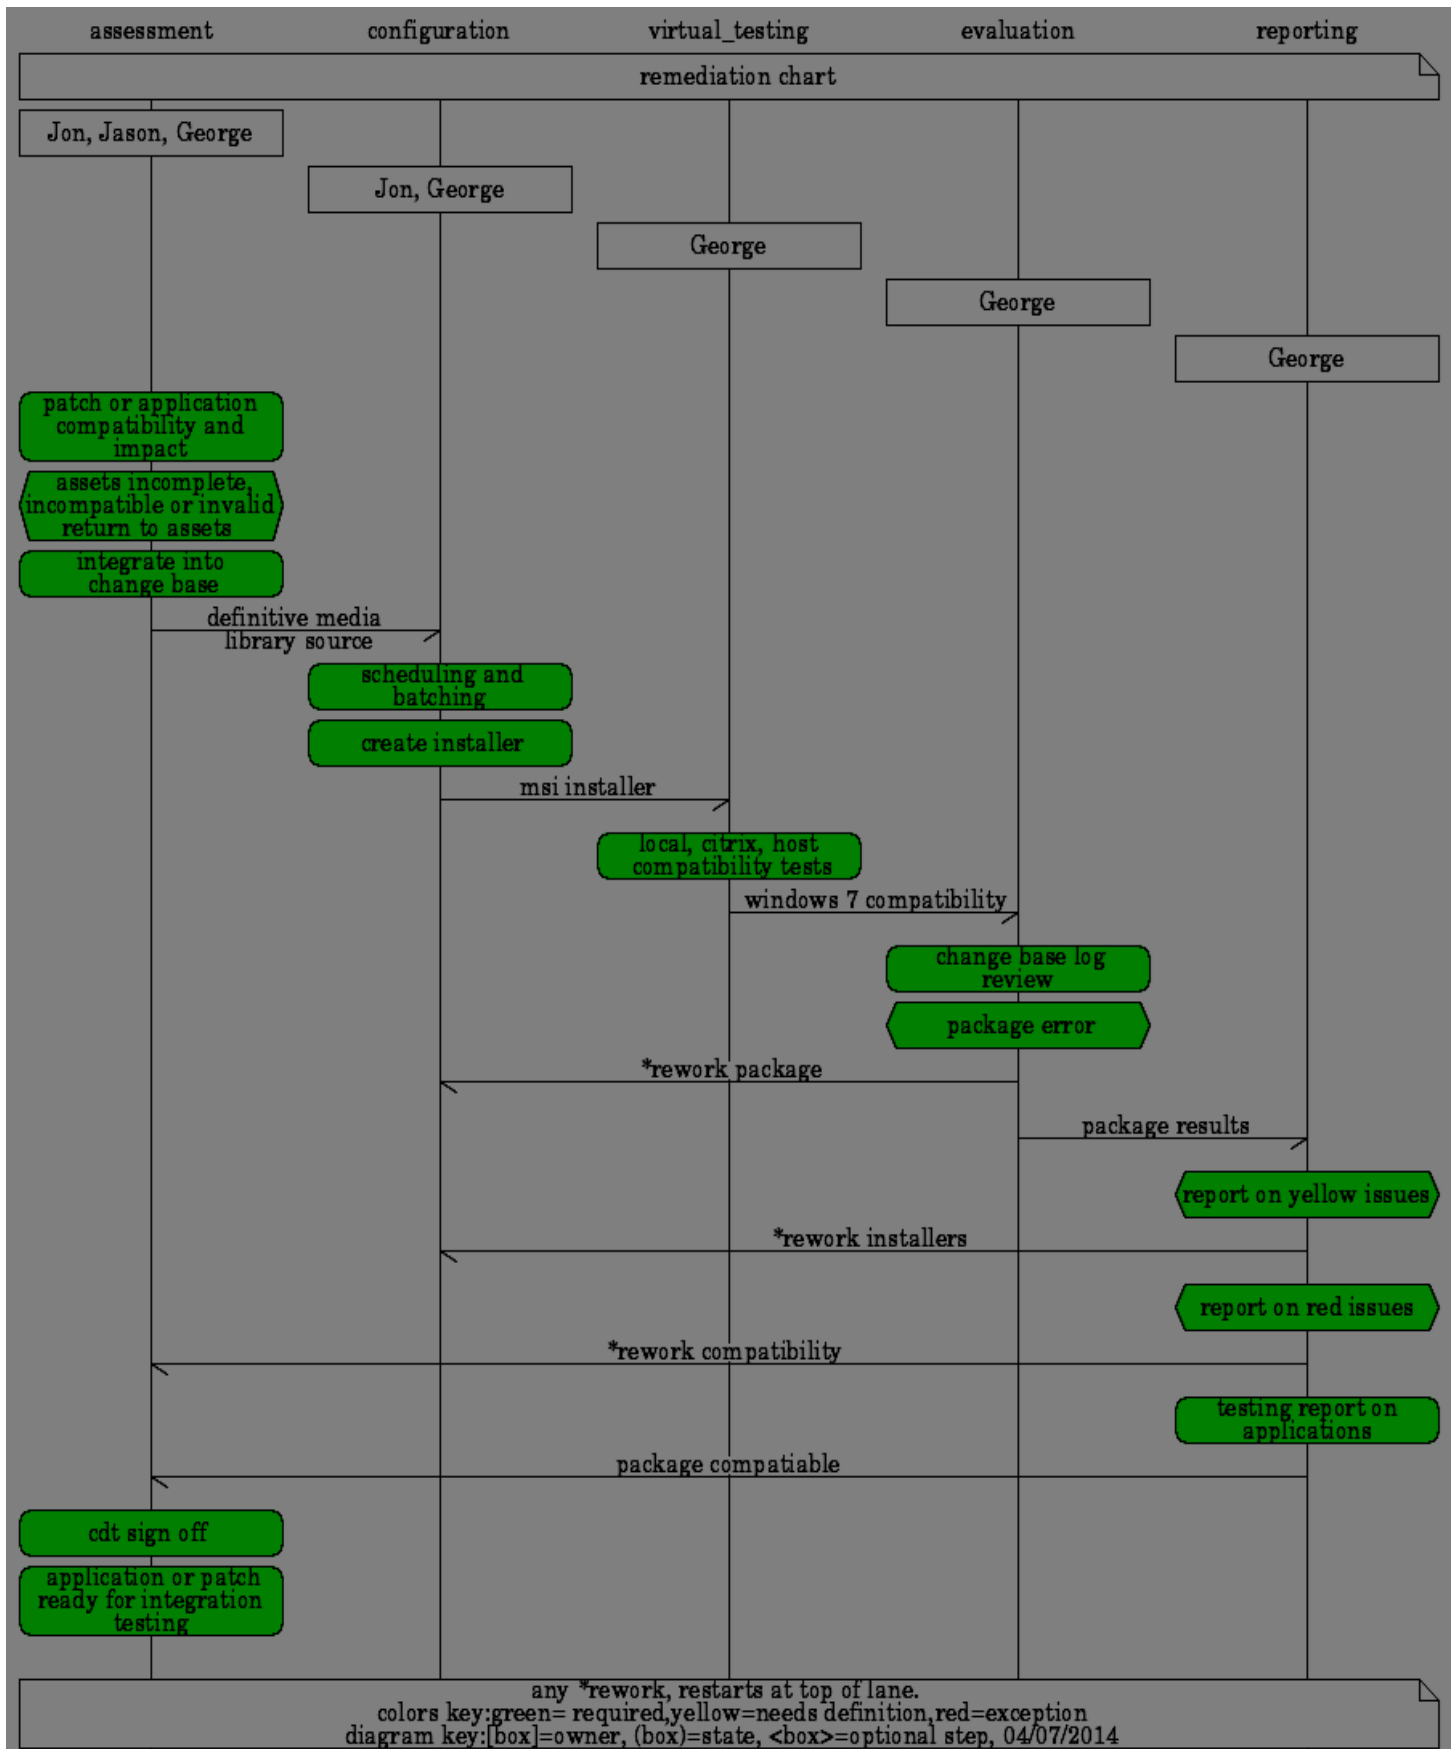 assessment configuration virtual_testing evaluation reporting
remediation chart
Jon, Jason, George
Jon, George
George
George
George
patch or application
compatibility and
impact
assets incomplete,
incompatible or invalid
return to assets
integrate into
change base
definitive media
library source
scheduling and
batching
create installer
msi installer
local, citrix, host
compatibility tests
windows 7 compatibility
change base log
review
package error
*rework package
package results
report on yellow issues
*rework installers
report on red issues
*rework compatibility
testing report on
applications
package compatiable
cdt sign off
application or patch
ready for integration
testing
any *rework, restarts at top of lane.
colors key:green= required,yellow=needs definition,red=exception
diagram key:[box]=owner, (box)=state, <box>=optional step, 04/07/2014